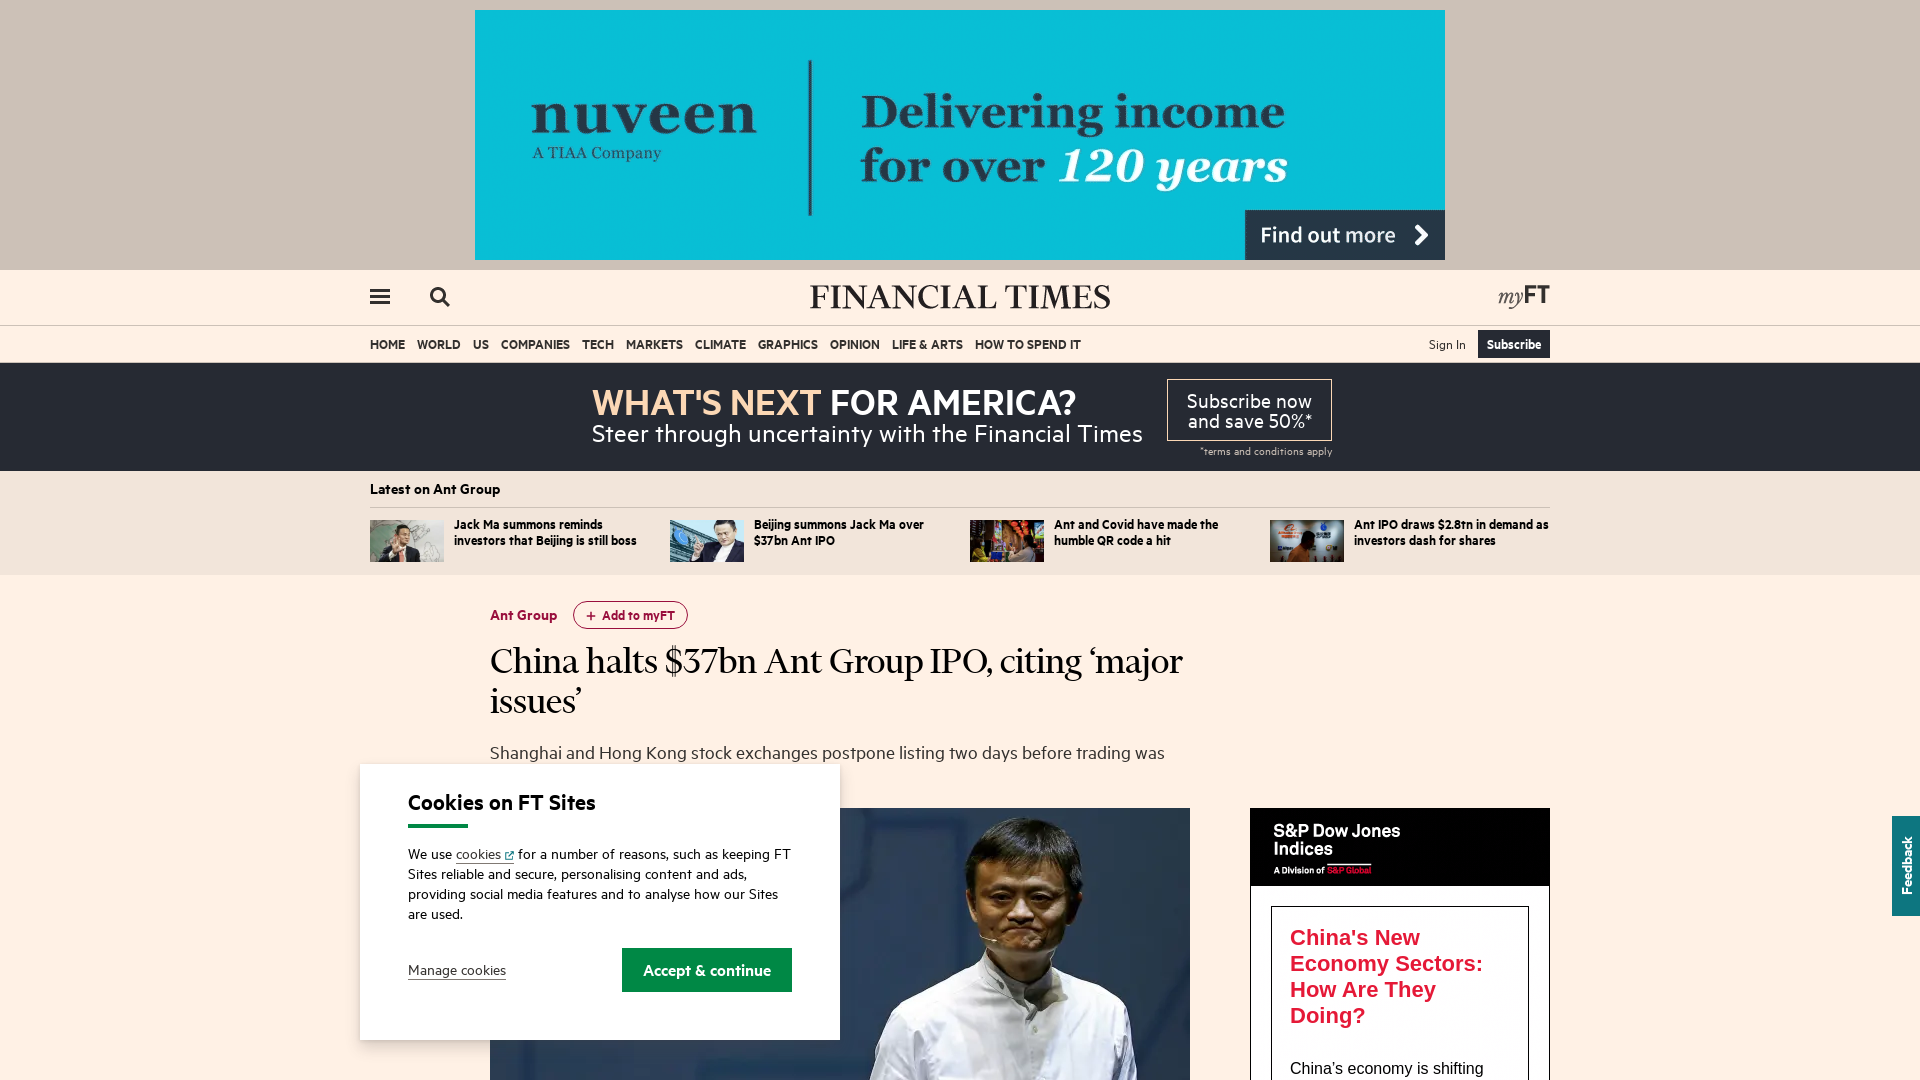 nuveen
A TIAA Company
Delivering income
for over 120 years
Find out more
FINANCIAL TIMES
myFT
HOME WORLD US COMPANIES TECH MARKETS CLIMATE GRAPHICS OPINION LIFE & ARTS HOW TO SPEND IT
Sign In Subscribe
WHAT'S NEXT FOR AMERICA?
Steer through uncertainty with the Financial Times
Subscribe now
and save 50%*
*terms and conditions apply
Latest on Ant Group
Jack Ma summons reminds
investors that Beijing is still boss
Beijing summons Jack Ma over
$37bn Ant IPO
Ant and Covid have made the
humble QR code a hit
Ant IPO draws $2.8tn in demand as
investors dash for shares
Ant Group
+ Add to myFT
China halts $37bn Ant Group IPO, citing ‘major
issues’
Shanghai and Hong Kong stock exchanges postpone listing two days before trading was
Cookies on FT Sites
We use cookies for a number of reasons, such as keeping FT
Sites reliable and secure, personalising content and ads,
providing social media features and to analyse how our Sites
are used.
Manage cookies
Accept & continue
S&P Dow Jones
Indices
A Division of S&P Global
China's New
Economy Sectors:
How Are They
Doing?
China’s economy is shifting
Feedback